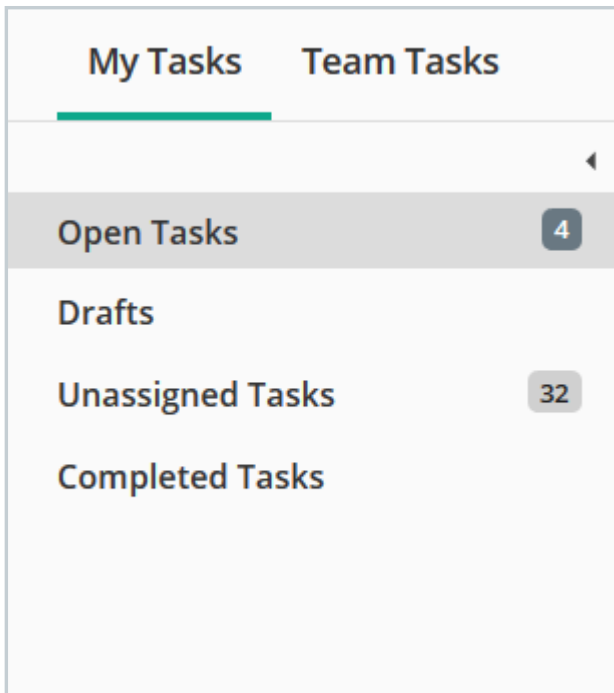 My Tasks Team Tasks
Open Tasks 4
Drafts
Unassigned Tasks 32
Completed Tasks